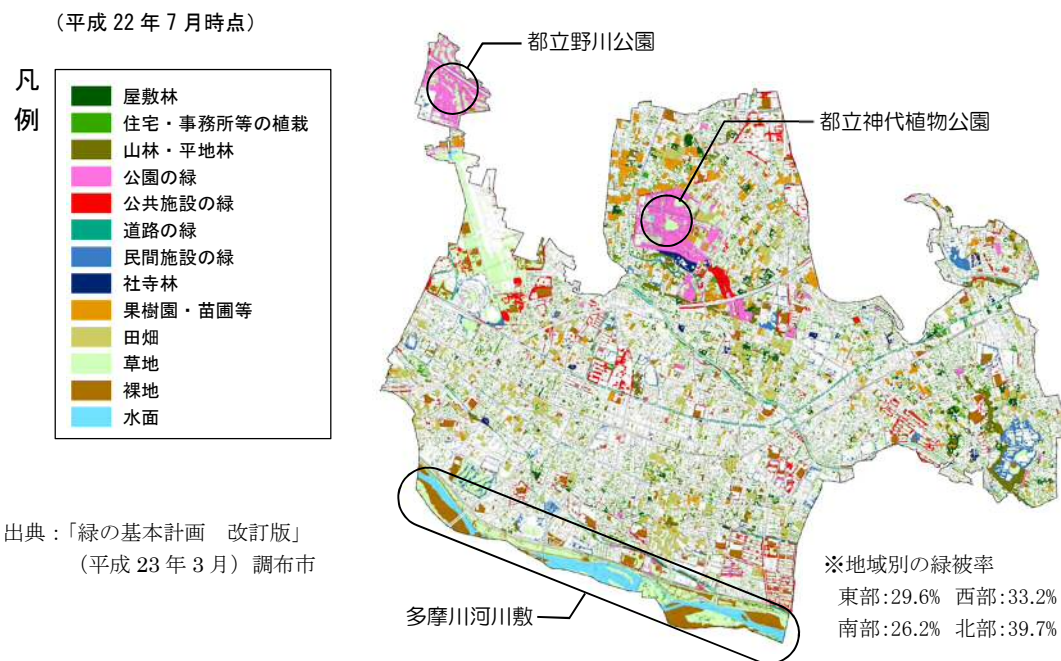 (平成 22 年 7 月時点)
凡例
屋敷林
住宅・事務所等の植栽
山林・平地林
公園の緑
公共施設の緑
道路の緑
民間施設の緑
社寺林
果樹園・苗圃等
田畑
草地
裸地
水面
都立野川公園
都立神代植物公園
多摩川河川敷
出典:「緑の基本計画 改訂版」
(平成 23 年 3 月)調布市
※地域別の緑被率
東部:29.6% 西部:33.2%
南部:26.2% 北部:39.7%